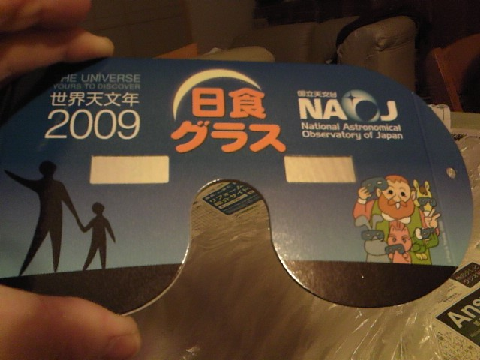 THE UNIVERSE
YOURS TO DISCOVER
世界天文年
2009
日食
グラス
国立天文台
NAOJ
National Astronomical
Observatory of Japan